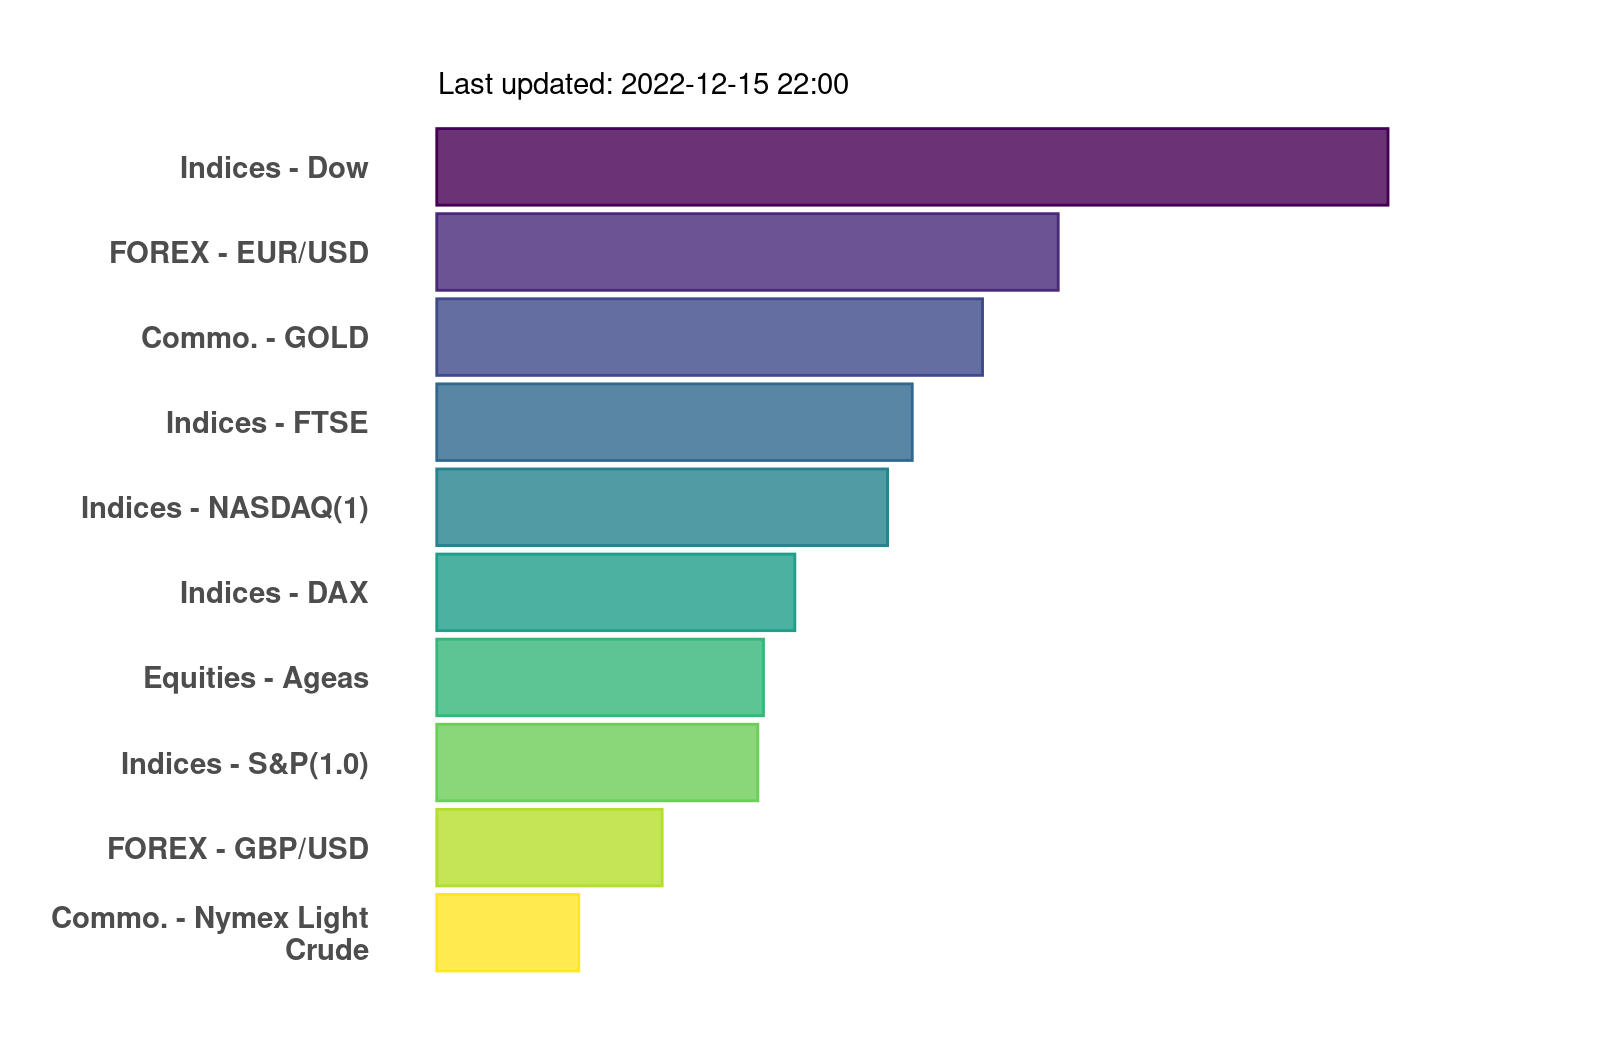 Last updated: 2022-12-15 22:00
Indices - Dow
FOREX - EUR/USD
Commo. - GOLD
Indices - FTSE
Indices - NASDAQ(1)
Indices - DAX
Equities - Ageas
Indices - S&P(1.0)
FOREX - GBP/USD
Commo. - Nymex Light
Crude